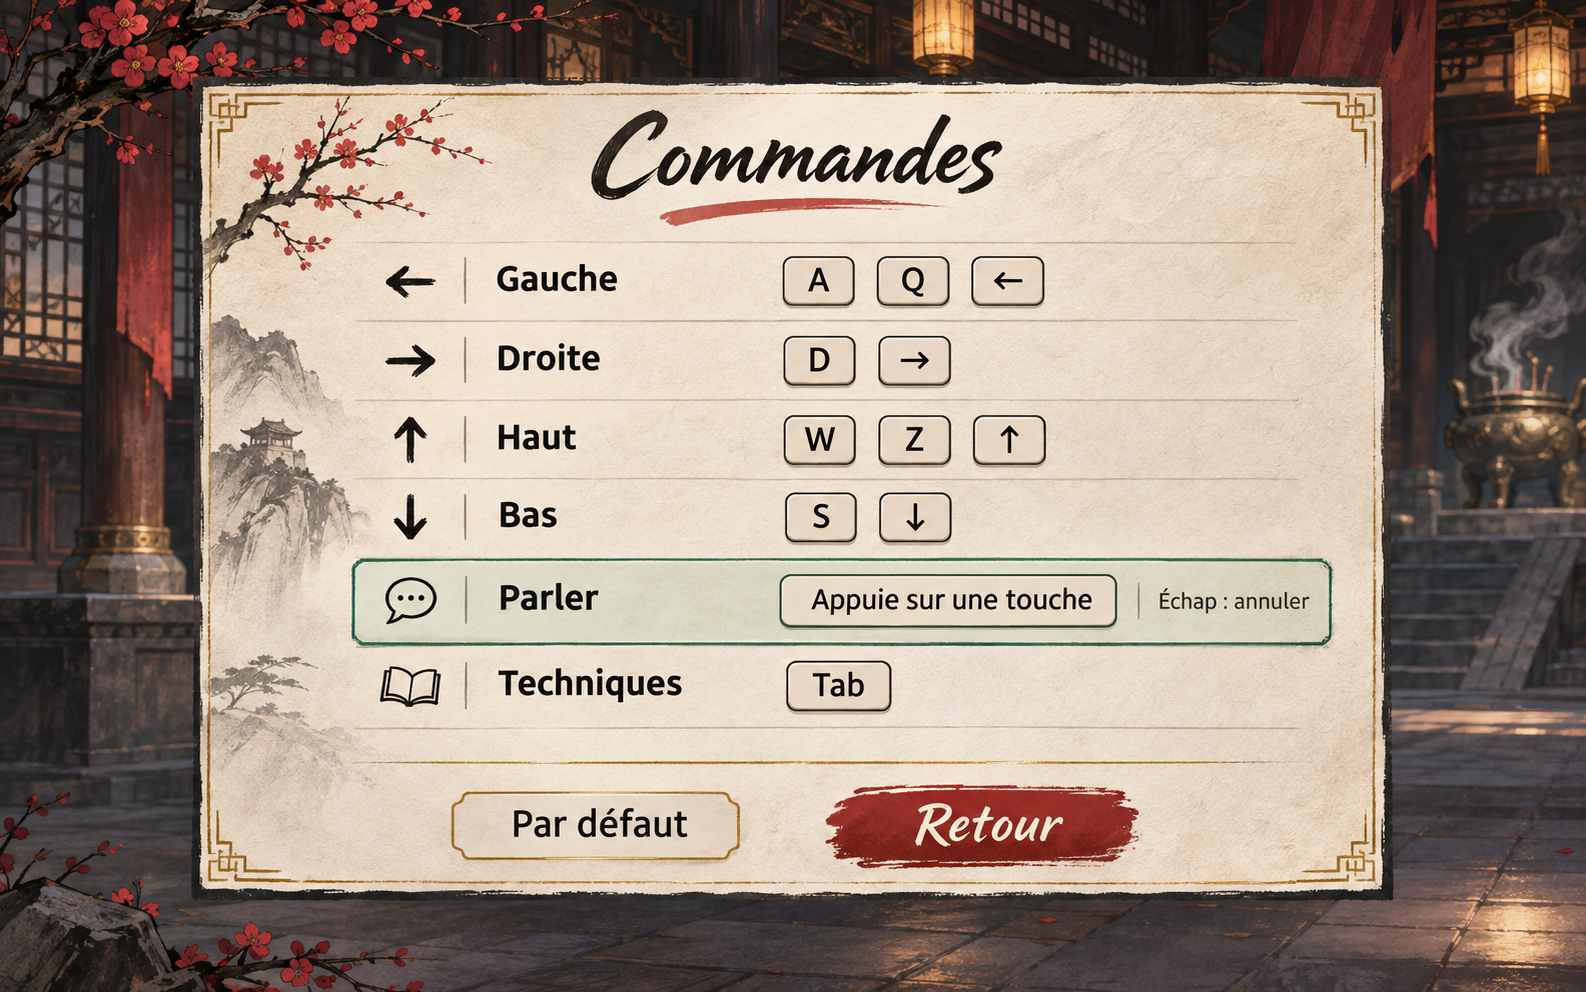 Commandes
← | Gauche A Q ←
→ | Droite D →
↑ | Haut W Z ↑
↓ | Bas S ↓
Parler Appuie sur une touche | Échap : annuler
Techniques Tab
Par défaut Retour